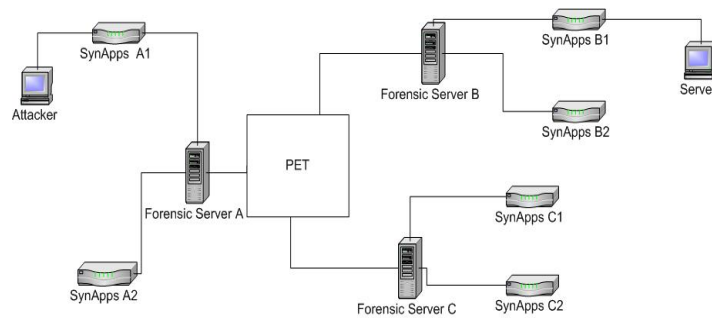 SynApps A1
Attacker
Forensic Server A
SynApps A2
PET
Forensic Server B
SynApps B1
Serve
SynApps B2
SynApps C1
Forensic Server C
SynApps C2